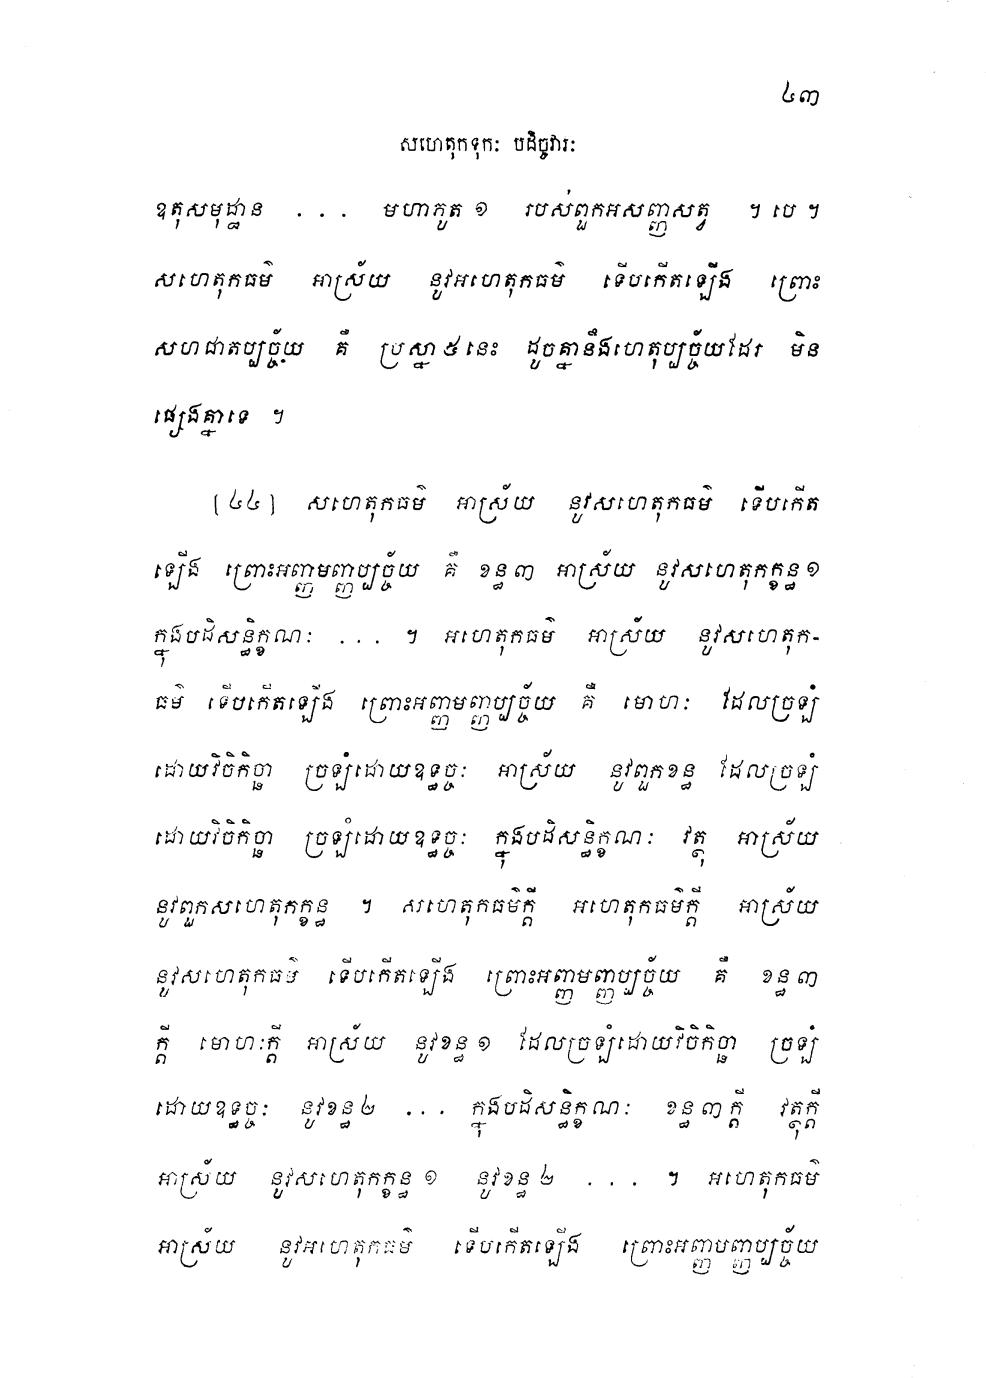 ៤៣
សហេតុកទុកៈ បដិច្ចវារៈ
ឧតុសមុដ្ឋាន ... មហាភូត ១ របស់ពួកអសញ្ញសត្វ ។ បេ ។
សហេតុកធម៌ អាស្រ័យ នូវអហេតុកធម៌ ទើបកើតឡើង ព្រោះ
សហជាតប្បច្ច័យ គឺ ប្រស្នា ៥ នេះ ដូចគ្នានឹងហេតុប្បច្ច័យដែរ មិន
ផ្សេងគ្នាទេ ។
[៤៤] សហេតុកធម៌ អាស្រ័យ នូវសហេតុកធម៌ ទើបកើត
ឡើង ព្រោះអញ្ញមញ្ញប្បច្ច័យ គឺ ខន្ធ ៣ អាស្រ័យ នូវសហេតុកក្ខន្ធ ១
ក្នុងបដិសន្ធិក្ខណៈ ... ។ អហេតុកធម៌ អាស្រ័យ នូវសហេតុក-
ធម៌ ទើបកើតឡើង ព្រោះអញ្ញមញ្ញប្បច្ច័យ គឺ មោហៈ ដែលច្រឡំ
ដោយវិចិកិច្ឆា ច្រឡំដោយឧទ្ធច្ចៈ អាស្រ័យ នូវពួកខន្ធ ដែលច្រឡំ
ដោយវិចិកិច្ឆា ច្រឡំដោយឧទ្ធច្ចៈ ក្នុងបដិសន្ធិក្ខណៈ វត្ថុ អាស្រ័យ
នូវពួកសហេតុកក្ខន្ធ ។ សហេតុកធម៌ក្តី អហេតុកធម៌ក្តី អាស្រ័យ
នូវសហេតុកធម៌ ទើបកើតឡើង ព្រោះអញ្ញមញ្ញប្បច្ច័យ គឺ ខន្ធ ៣
ក្តី មោហៈក្តី អាស្រ័យ នូវខន្ធ ១ ដែលច្រឡំដោយវិចិកិច្ឆា ច្រឡំ
ដោយឧទ្ធច្ចៈ នូវខន្ធ ២ ... ក្នុងបដិសន្ធិក្ខណៈ ខន្ធ ៣ ក្តី វត្ថុក្តី
អាស្រ័យ នូវសហេតុកក្ខន្ធ ១ នូវខន្ធ ២ ... ។ អហេតុកធម៌
អាស្រ័យ នូវអហេតុកធម៌ ទើបកើតឡើង ព្រោះអញ្ញមញ្ញប្បច្ច័យ